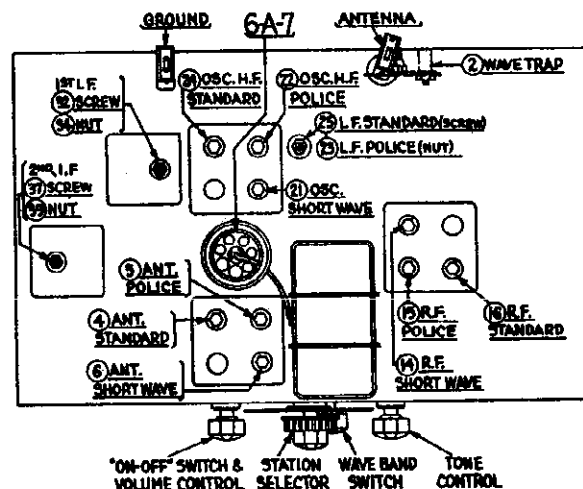 GROUND
6-A-7
ANTENNA
2 WAVE TRAP
1ST I.F.
32 SCREW
34 NUT
24 OSC. H.F.
STANDARD
22 OSC. H.F.
POLICE
25 L.F. STANDARD (SCREW)
23 L.F. POLICE (NUT)
2ND. I.F
37 SCREW
39 NUT
21 OSC.
SHORT WAVE
5 ANT.
POLICE
4 ANT.
STANDARD
6 ANT.
SHORT WAVE
15 R.F.
POLICE
16 R.F.
STANDARD
14 R.F.
SHORT WAVE
"ON-OFF" SWITCH &
VOLUME CONTROL
STATION
SELECTOR
WAVE BAND
SWITCH
TONE
CONTROL